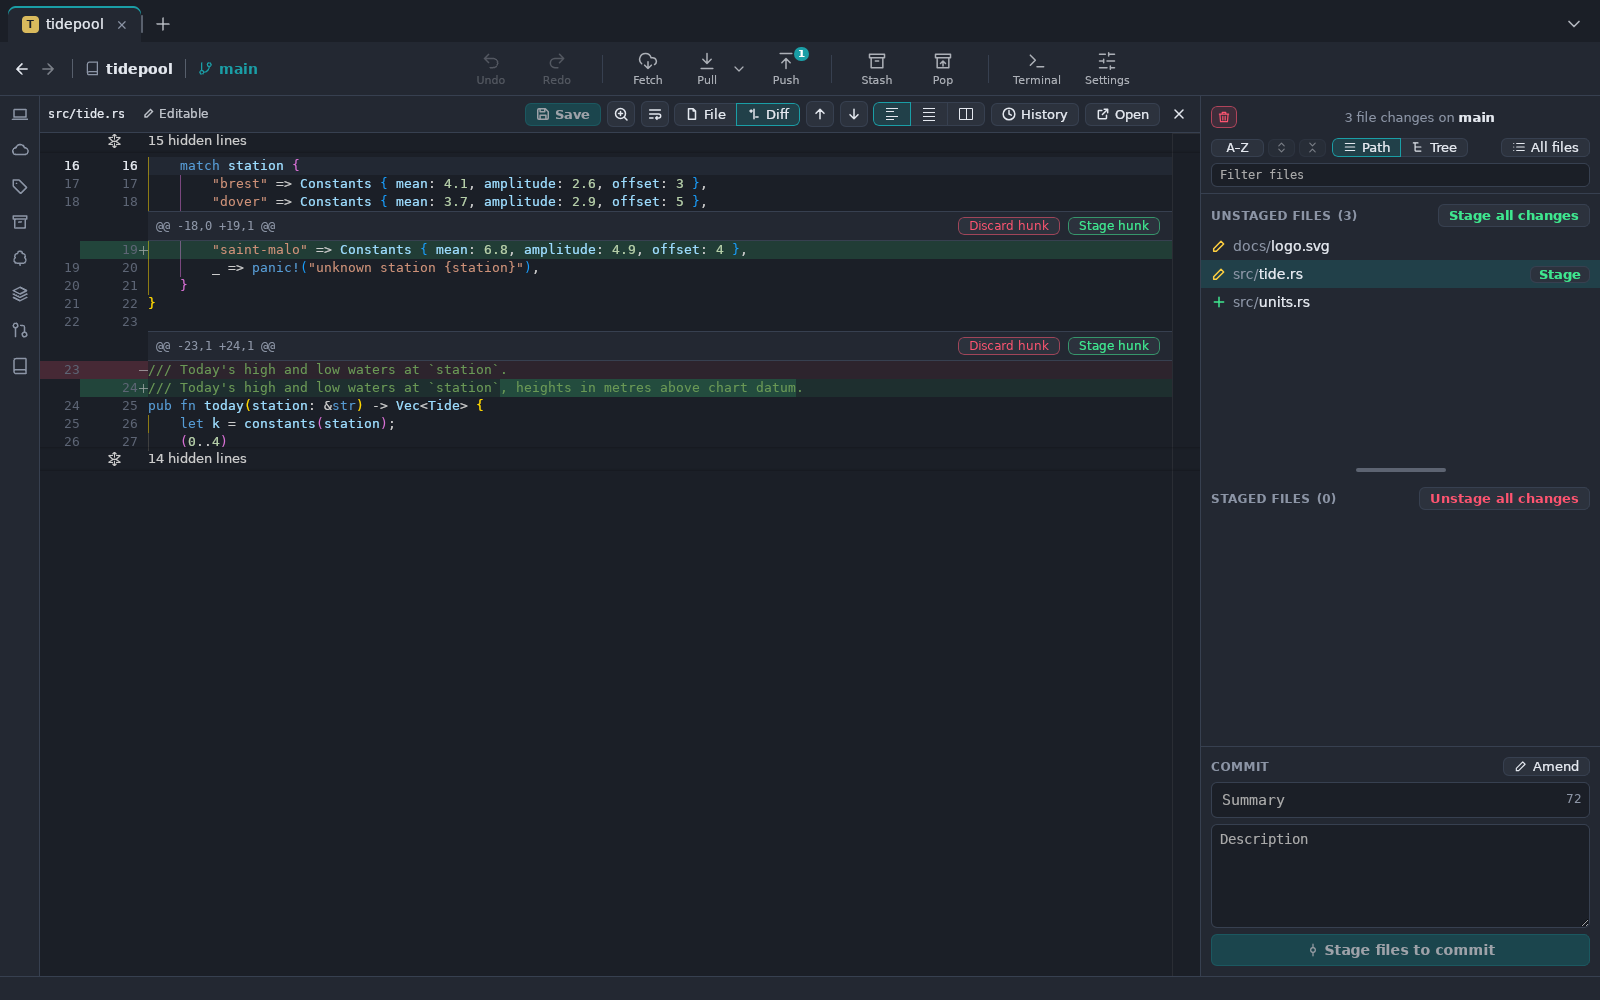 T tidepool
tidepool main
Undo Redo Fetch Pull Push 1 Stash Pop Terminal Settings
src/tide.rs Editable Save File Diff History Open
15 hidden lines
16 16 match station {
17 17 "brest" => Constants { mean: 4.1, amplitude: 2.6, offset: 3 },
18 18 "dover" => Constants { mean: 3.7, amplitude: 2.9, offset: 5 },
@@ -18,0 +19,1 @@ Discard hunk Stage hunk
19+ "saint-malo" => Constants { mean: 6.8, amplitude: 4.9, offset: 4 },
19 20 _ => panic!("unknown station {station}"),
20 21 }
21 22 }
22 23
@@ -23,1 +24,1 @@ Discard hunk Stage hunk
23 −/// Today's high and low waters at `station`.
24+/// Today's high and low waters at `station`, heights in metres above chart datum.
24 25 pub fn today(station: &str) -> Vec<Tide> {
25 26 let k = constants(station);
26 27 (0..4)
14 hidden lines
3 file changes on main
A–Z Path Tree All files
Filter files
UNSTAGED FILES (3) Stage all changes
docs/logo.svg
src/tide.rs Stage
src/units.rs
STAGED FILES (0) Unstage all changes
COMMIT Amend
Summary 72
Description
Stage files to commit